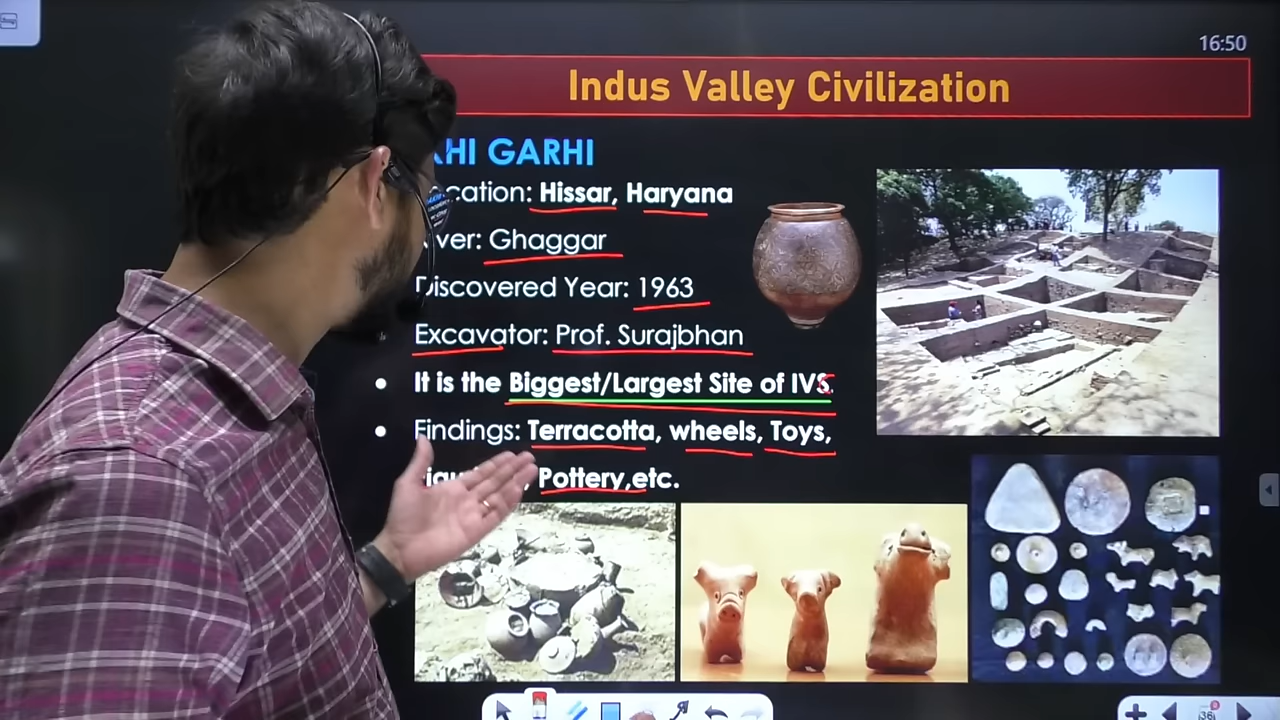 16:50
Indus Valley Civilization
HI GARHI
cation: Hissar, Haryana
ver: Ghaggar
Discovered Year: 1963
Excavator: Prof. Surajbhan
• It is the Biggest/Largest Site of IVS.
• Findings: Terracotta, wheels, Toys,
Pottery,etc.